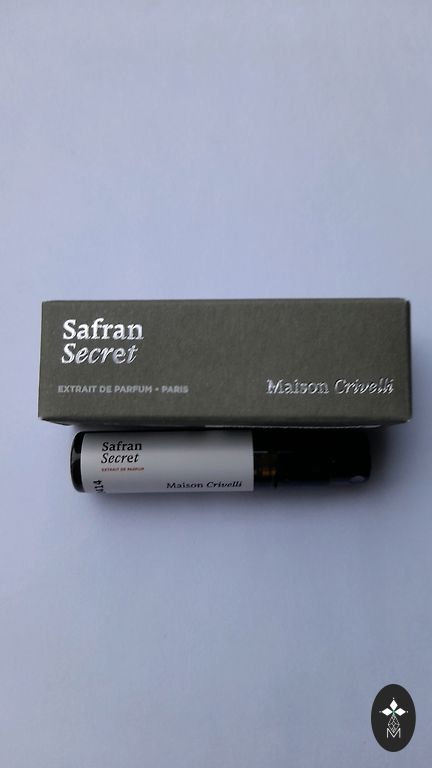 Safran
Secret
EXTRAIT DE PARFUM • PARIS
Maison Crivelli
Safran
Secret
EXTRAIT DE PARFUM
Maison Crivelli
M